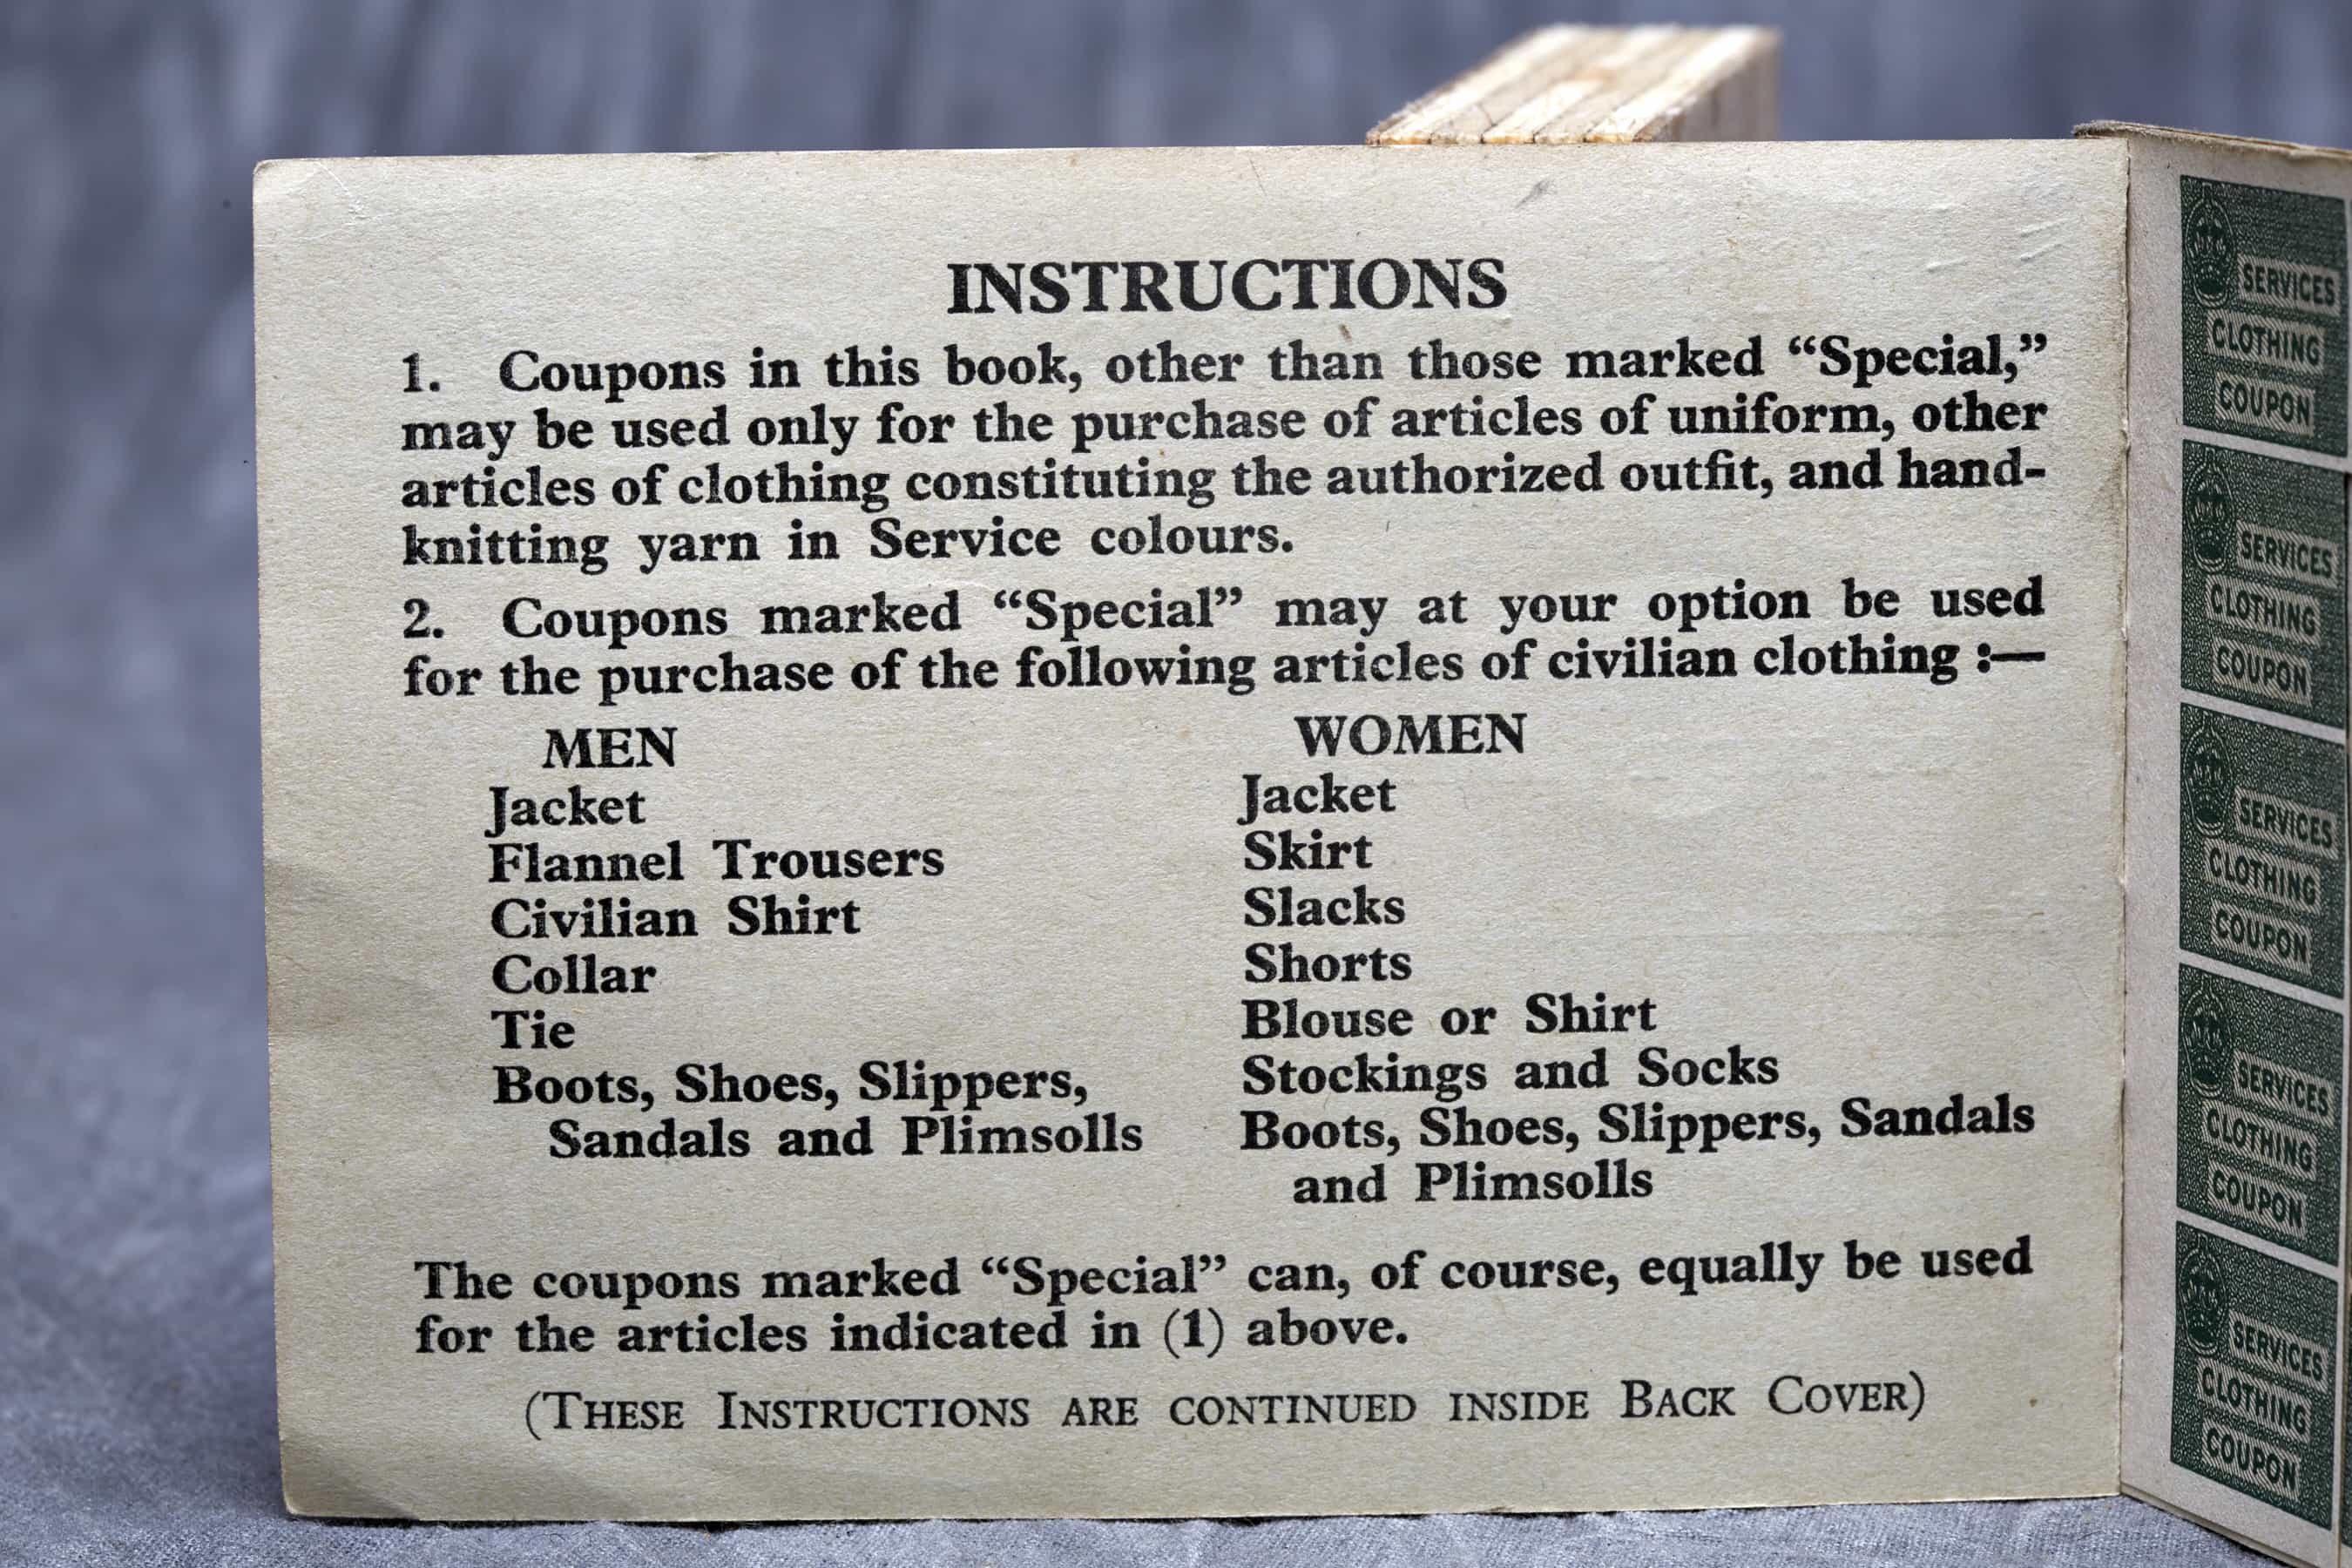 INSTRUCTIONS
1. Coupons in this book, other than those marked “Special,”
may be used only for the purchase of articles of uniform, other
articles of clothing constituting the authorized outfit, and hand-
knitting yarn in Service colours.
2. Coupons marked “Special” may at your option be used
for the purchase of the following articles of civilian clothing :—
MEN
Jacket
Flannel Trousers
Civilian Shirt
Collar
Tie
Boots, Shoes, Slippers,
Sandals and Plimsolls
WOMEN
Jacket
Skirt
Slacks
Shorts
Blouse or Shirt
Stockings and Socks
Boots, Shoes, Slippers, Sandals
and Plimsolls
The coupons marked “Special” can, of course, equally be used
for the articles indicated in (1) above.
(THESE INSTRUCTIONS ARE CONTINUED INSIDE BACK COVER)
SERVICES
CLOTHING
COUPON
SERVICES
CLOTHING
COUPON
SERVICES
CLOTHING
COUPON
SERVICES
CLOTHING
COUPON
SERVICES
CLOTHING
COUPON